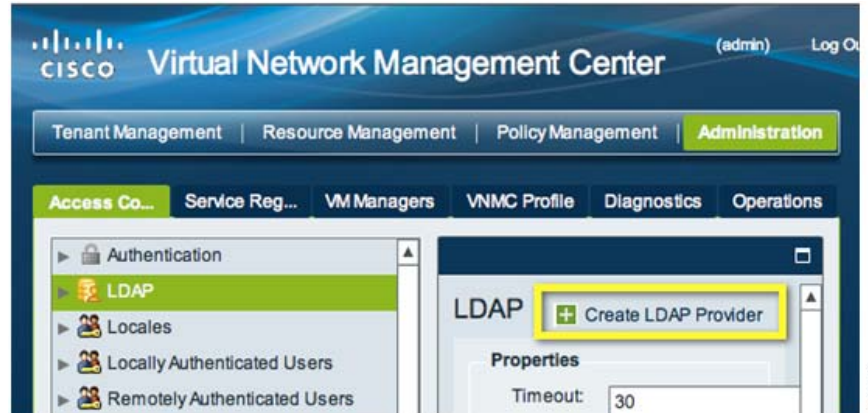 CISCO Virtual Network Management Center
(admin) Log Ou
Tenant Management | Resource Management | Policy Management | Administration
Access Co... Service Reg... VM Managers VNMC Profile Diagnostics Operations
Authentication
LDAP
Locales
Locally Authenticated Users
Remotely Authenticated Users
LDAP Create LDAP Provider
Properties
Timeout: 30